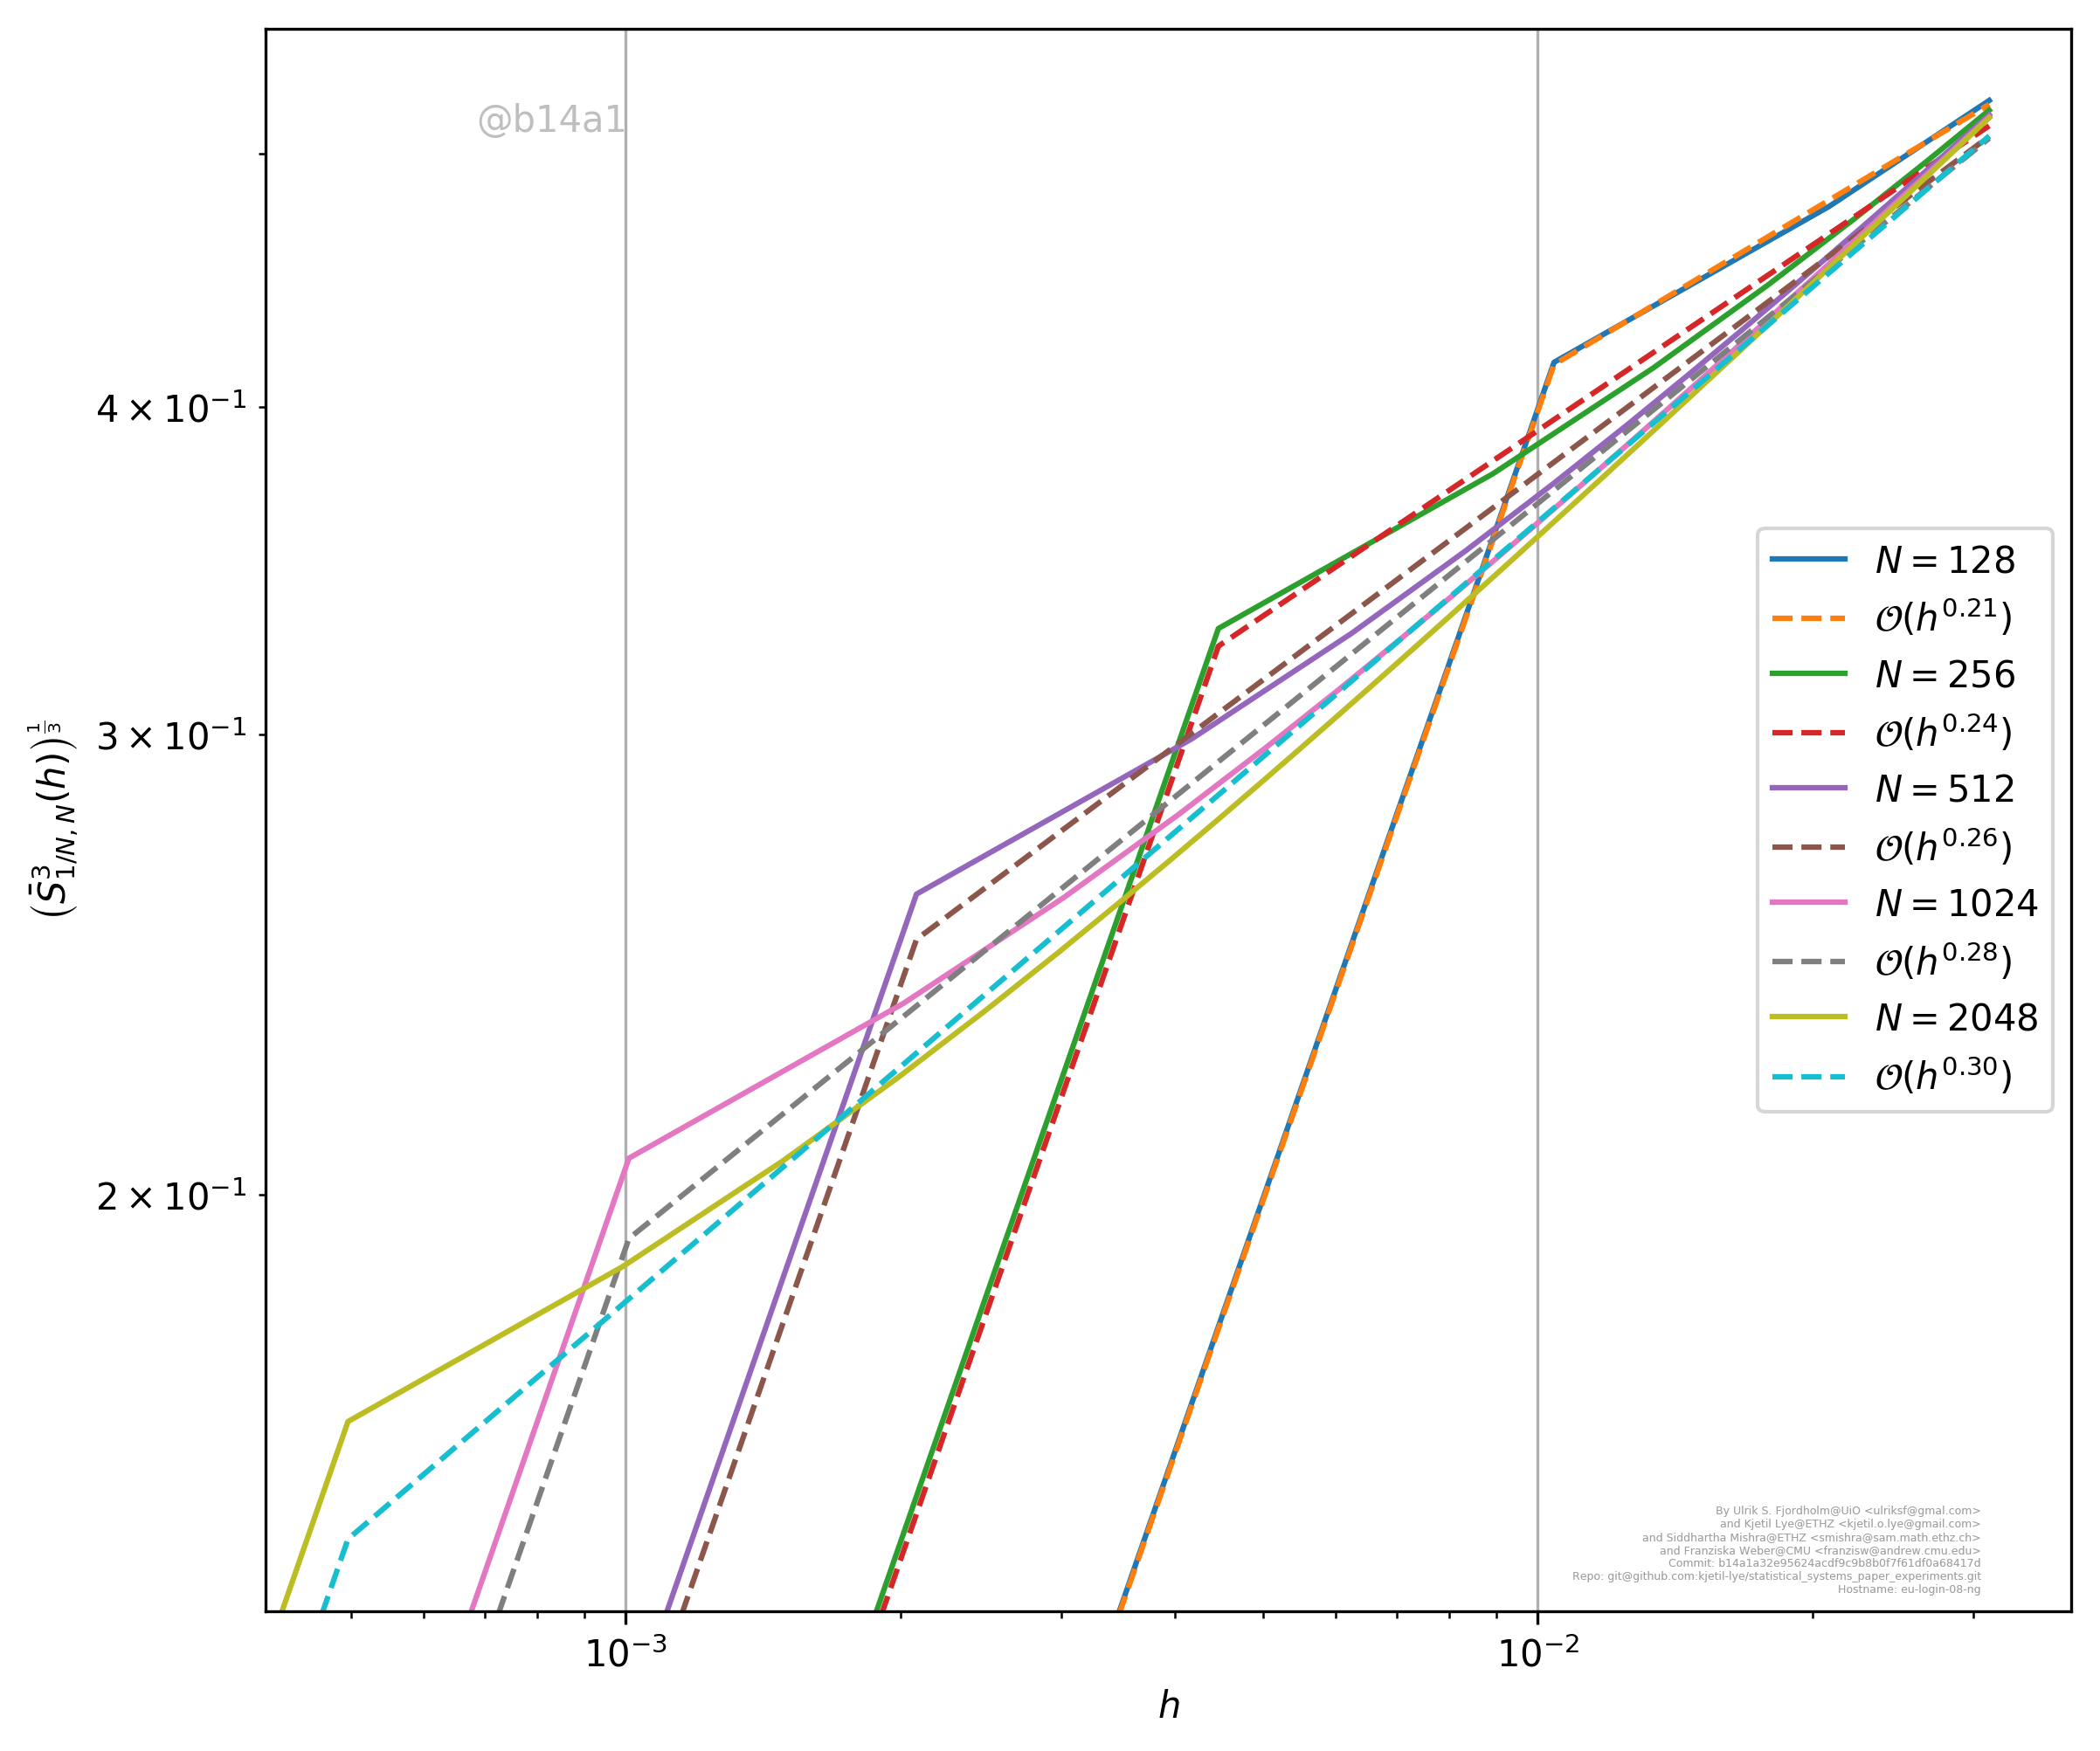 @b14a1
4 × 10⁻¹
3 × 10⁻¹
2 × 10⁻¹
(S̄³₁/N, N(h))^(1/3)
10⁻³
10⁻²
h
N = 128
𝒪(h^0.21)
N = 256
𝒪(h^0.24)
N = 512
𝒪(h^0.26)
N = 1024
𝒪(h^0.28)
N = 2048
𝒪(h^0.30)
By Ulrik S. Fjordholm@UiO <ulriksf@gmal.com>
and Kjetil Lye@ETHZ <kjetil.o.lye@gmail.com>
and Siddhartha Mishra@ETHZ <smishra@sam.math.ethz.ch>
and Franziska Weber@CMU <franzisw@andrew.cmu.edu>
Commit: b14a1a32e95624acdf9c9b8b0f7f61df0a68417d
Repo: git@github.com:kjetil-lye/statistical_systems_paper_experiments.git
Hostname: eu-login-08-ng